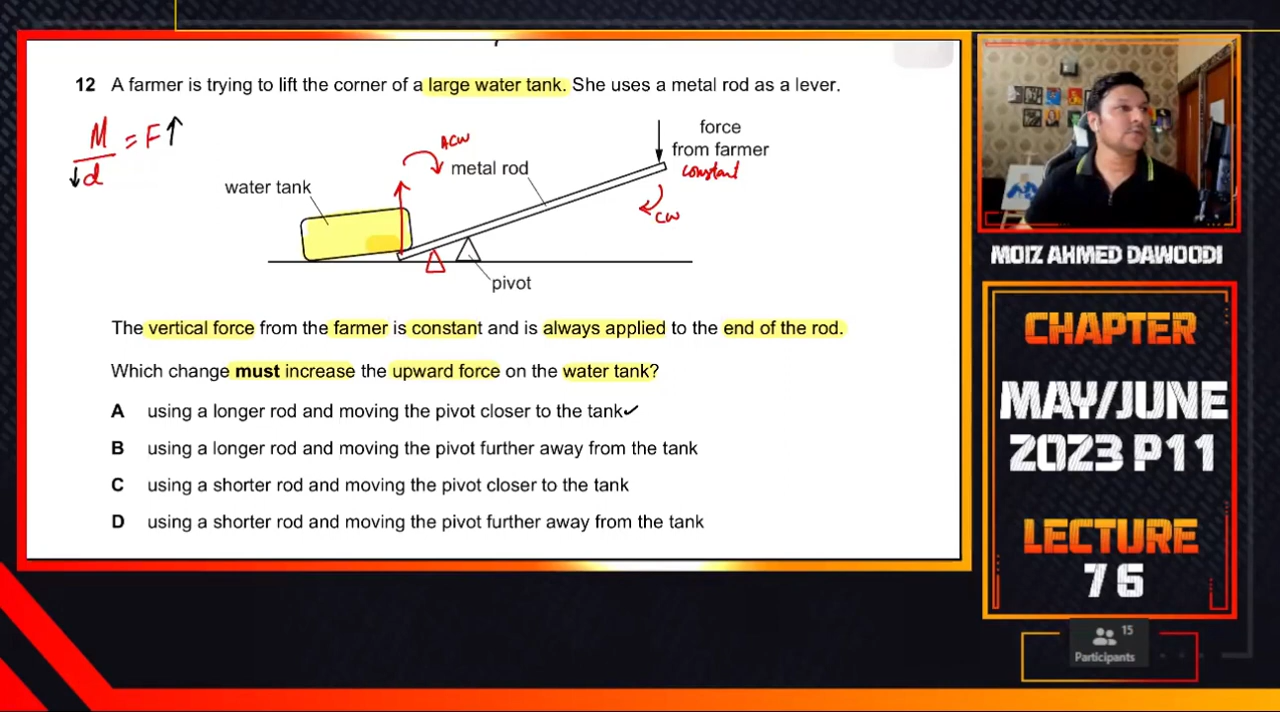 12 A farmer is trying to lift the corner of a large water tank. She uses a metal rod as a lever.
M
d
= F↑
↓
ACW
force
from farmer
constant
metal rod
water tank
CW
pivot
The vertical force from the farmer is constant and is always applied to the end of the rod.
Which change must increase the upward force on the water tank?
A using a longer rod and moving the pivot closer to the tank✓
B using a longer rod and moving the pivot further away from the tank
C using a shorter rod and moving the pivot closer to the tank
D using a shorter rod and moving the pivot further away from the tank
MOIZ AHMED DAWOODI
CHAPTER
MAY/JUNE
2023 P11
LECTURE
76
15
Participants